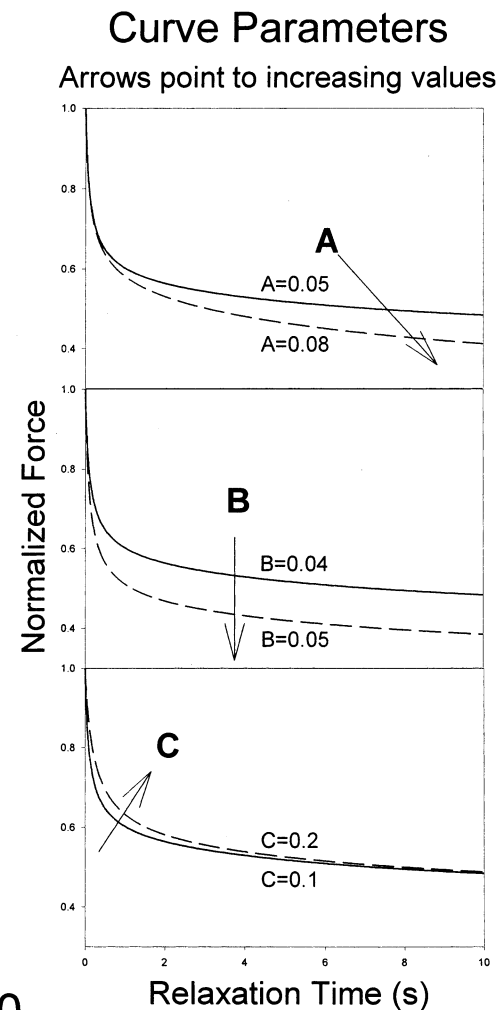 Curve Parameters
Arrows point to increasing values
1.0
0.8
0.6
0.4
A
A=0.05
A=0.08
1.0
0.8
0.6
0.4
B
B=0.04
B=0.05
1.0
0.8
0.6
0.4
C
C=0.2
C=0.1
Normalized Force
0 2 4 6 8 10
Relaxation Time (s)